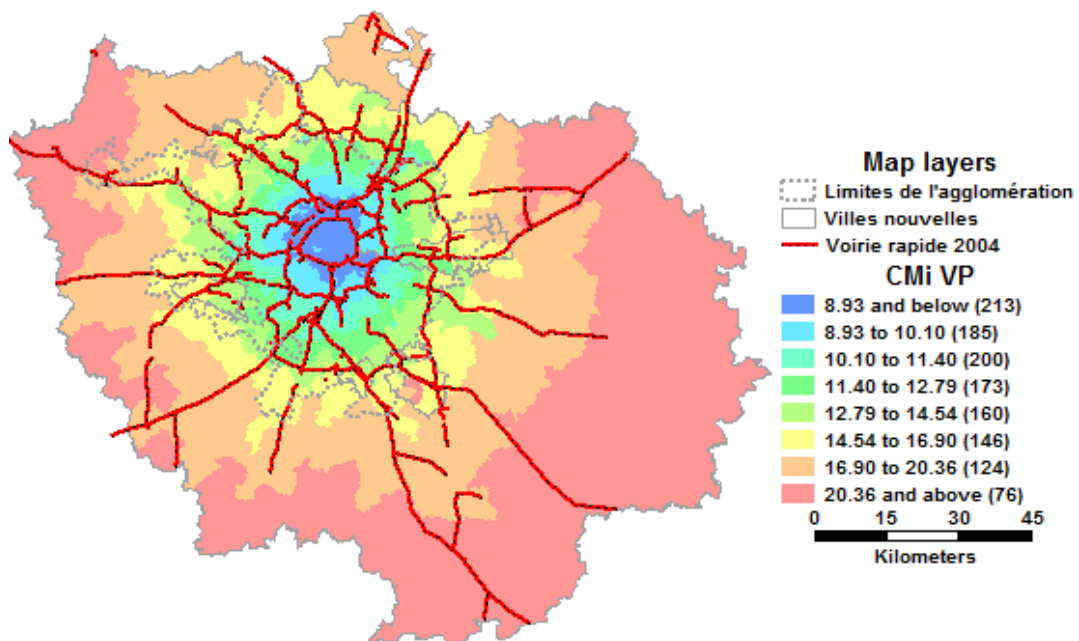 Map layers
Limites de l'agglomération
Villes nouvelles
Voirie rapide 2004
CMi VP
8.93 and below (213)
8.93 to 10.10 (185)
10.10 to 11.40 (200)
11.40 to 12.79 (173)
12.79 to 14.54 (160)
14.54 to 16.90 (146)
16.90 to 20.36 (124)
20.36 and above (76)
0 15 30 45
Kilometers